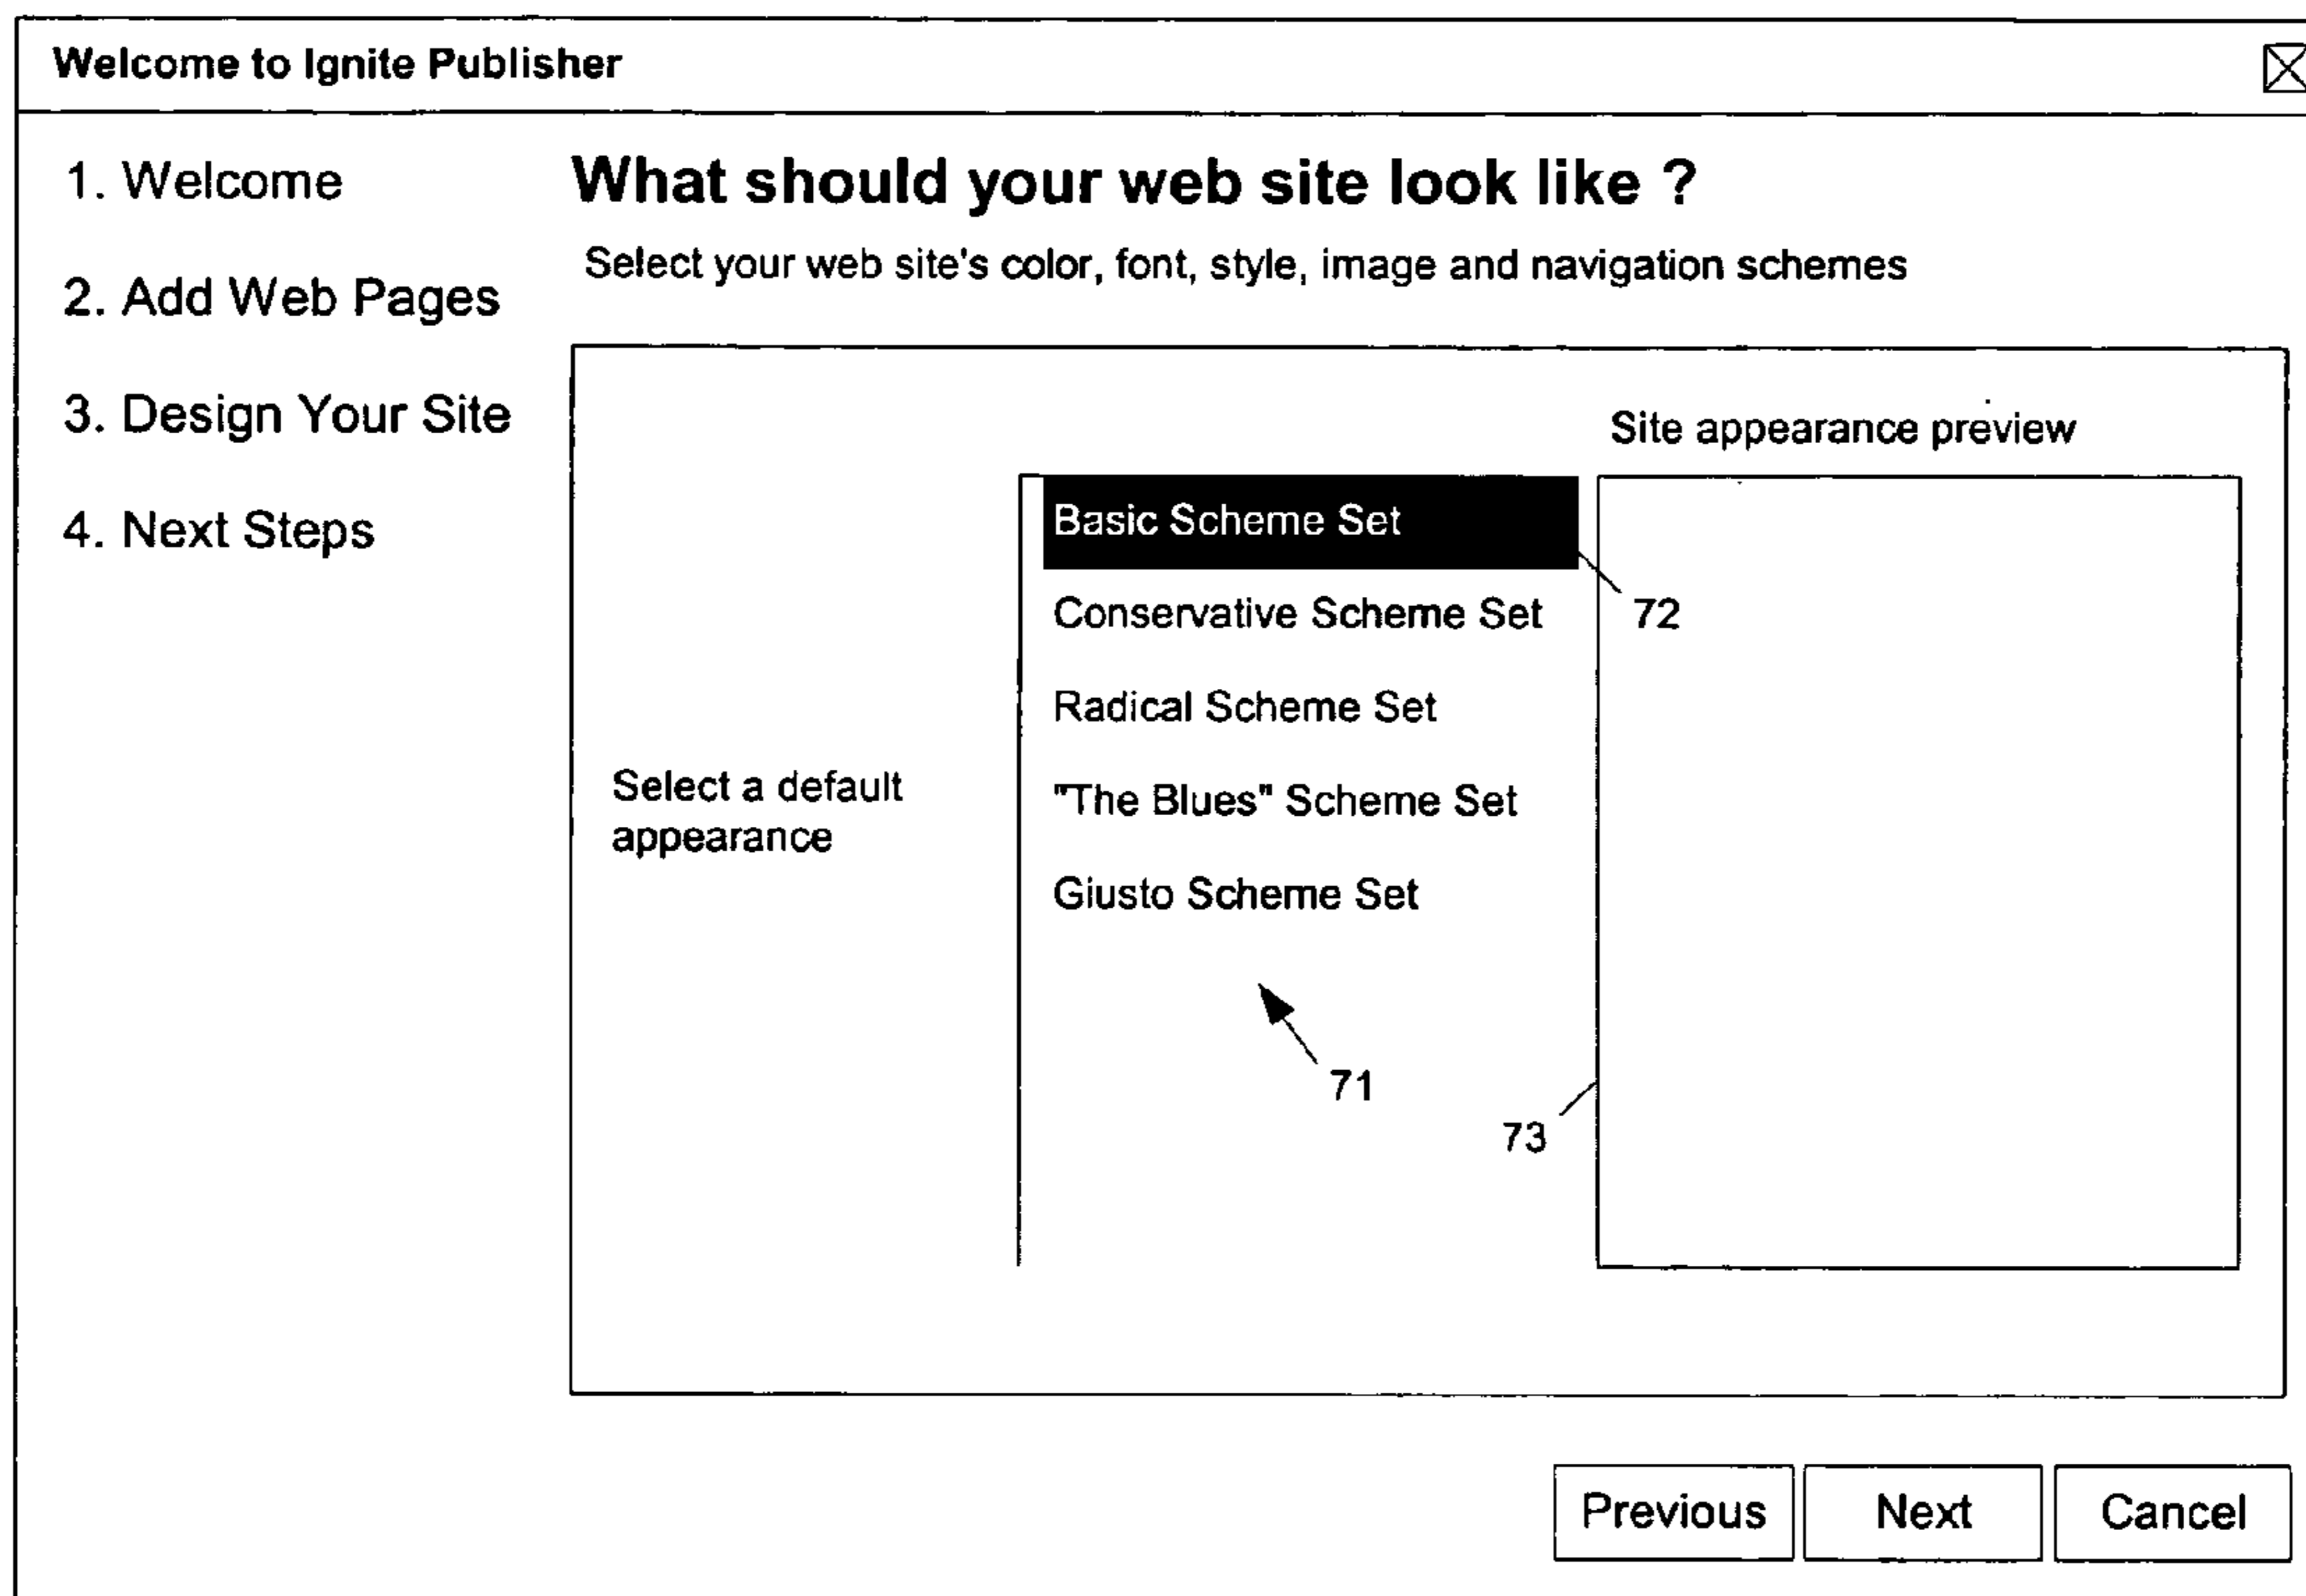 Welcome to Ignite Publisher
1. Welcome
2. Add Web Pages
3. Design Your Site
4. Next Steps
What should your web site look like ?
Select your web site's color, font, style, image and navigation schemes
Select a default
appearance
Basic Scheme Set
Conservative Scheme Set
Radical Scheme Set
"The Blues" Scheme Set
Giusto Scheme Set
71
Site appearance preview
72
73
Previous
Next
Cancel